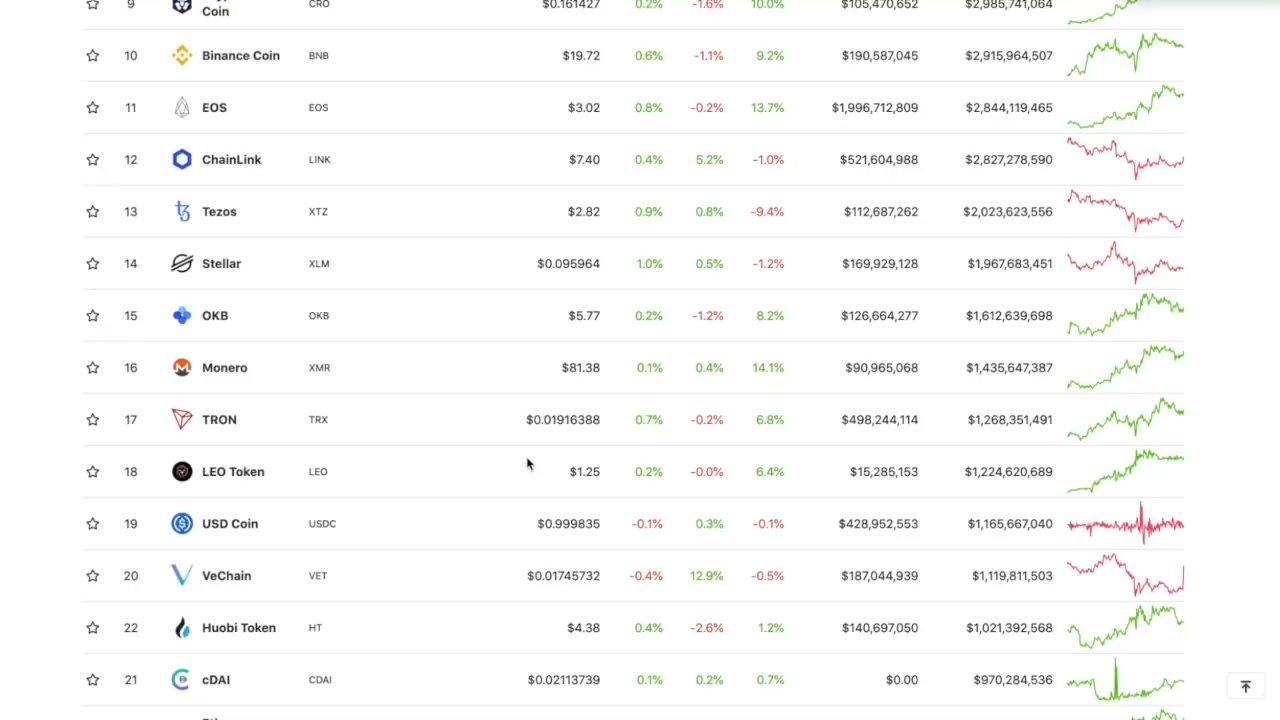 9 Coin CRO $0.161427 0.2% -1.6% 10.0% $105,470,652 $2,985,741,064
10 Binance Coin BNB $19.72 0.6% -1.1% 9.2% $190,587,045 $2,915,964,507
11 EOS EOS $3.02 0.8% -0.2% 13.7% $1,996,712,809 $2,844,119,465
12 ChainLink LINK $7.40 0.4% 5.2% -1.0% $521,604,988 $2,827,278,590
13 Tezos XTZ $2.82 0.9% 0.8% -9.4% $112,687,262 $2,023,623,556
14 Stellar XLM $0.095964 1.0% 0.5% -1.2% $169,929,128 $1,967,683,451
15 OKB OKB $5.77 0.2% -1.2% 8.2% $126,664,277 $1,612,639,698
16 Monero XMR $81.38 0.1% 0.4% 14.1% $90,965,068 $1,435,647,387
17 TRON TRX $0.01916388 0.7% -0.2% 6.8% $498,244,114 $1,268,351,491
18 LEO Token LEO $1.25 0.2% -0.0% 6.4% $15,285,153 $1,224,620,689
19 USD Coin USDC $0.999835 -0.1% 0.3% -0.1% $428,952,553 $1,165,667,040
20 VeChain VET $0.01745732 -0.4% 12.9% -0.5% $187,044,939 $1,119,811,503
22 Huobi Token HT $4.38 0.4% -2.6% 1.2% $140,697,050 $1,021,392,568
21 cDAI CDAI $0.02113739 0.1% 0.2% 0.7% $0.00 $970,284,536